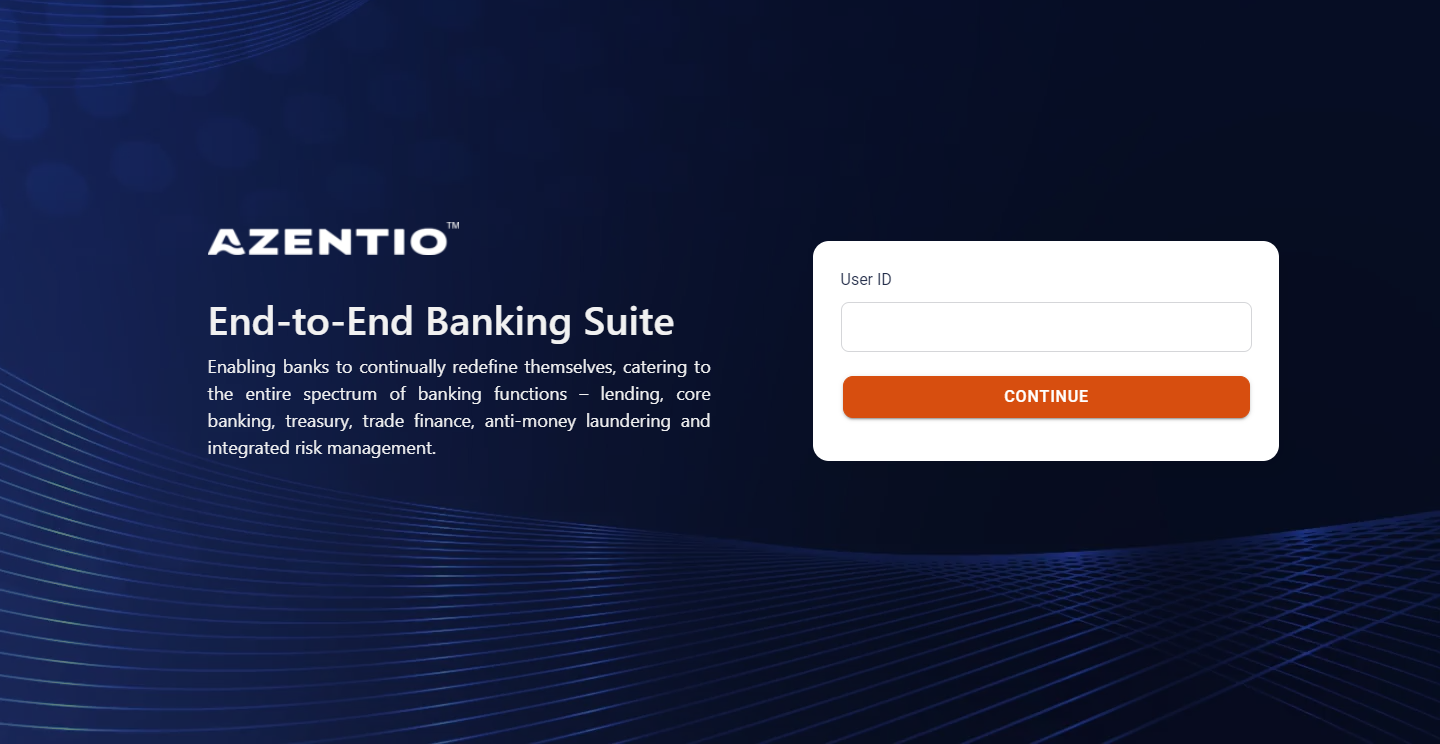 AZENTIO™
End-to-End Banking Suite
Enabling banks to continually redefine themselves, catering to
the entire spectrum of banking functions – lending, core
banking, treasury, trade finance, anti-money laundering and
integrated risk management.
User ID
CONTINUE